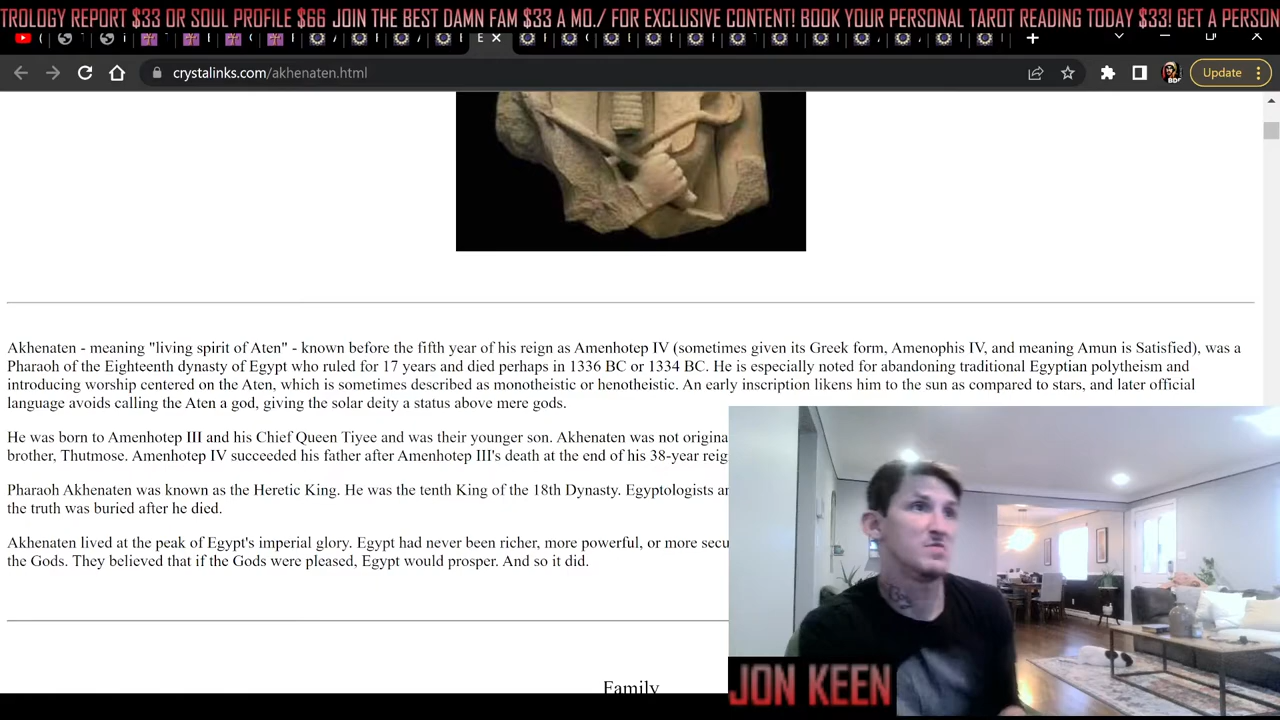 TROLOGY REPORT $33 OR SOUL PROFILE $66 JOIN THE BEST DAMN FAM $33 A MO./ FOR EXCLUSIVE CONTENT! BOOK YOUR PERSONAL TAROT READING TODAY $33! GET A PERSON
crystalinks.com/akhenaten.html
Update
Akhenaten - meaning "living spirit of Aten" - known before the fifth year of his reign as Amenhotep IV (sometimes given its Greek form, Amenophis IV, and meaning Amun is Satisfied), was a
Pharaoh of the Eighteenth dynasty of Egypt who ruled for 17 years and died perhaps in 1336 BC or 1334 BC. He is especially noted for abandoning traditional Egyptian polytheism and
introducing worship centered on the Aten, which is sometimes described as monotheistic or henotheistic. An early inscription likens him to the sun as compared to stars, and later official
language avoids calling the Aten a god, giving the solar deity a status above mere gods.
He was born to Amenhotep III and his Chief Queen Tiyee and was their younger son. Akhenaten was not origina
brother, Thutmose. Amenhotep IV succeeded his father after Amenhotep III's death at the end of his 38-year reig
Pharaoh Akhenaten was known as the Heretic King. He was the tenth King of the 18th Dynasty. Egyptologists ar
the truth was buried after he died.
Akhenaten lived at the peak of Egypt's imperial glory. Egypt had never been richer, more powerful, or more secu
the Gods. They believed that if the Gods were pleased, Egypt would prosper. And so it did.
Family
JON KEEN